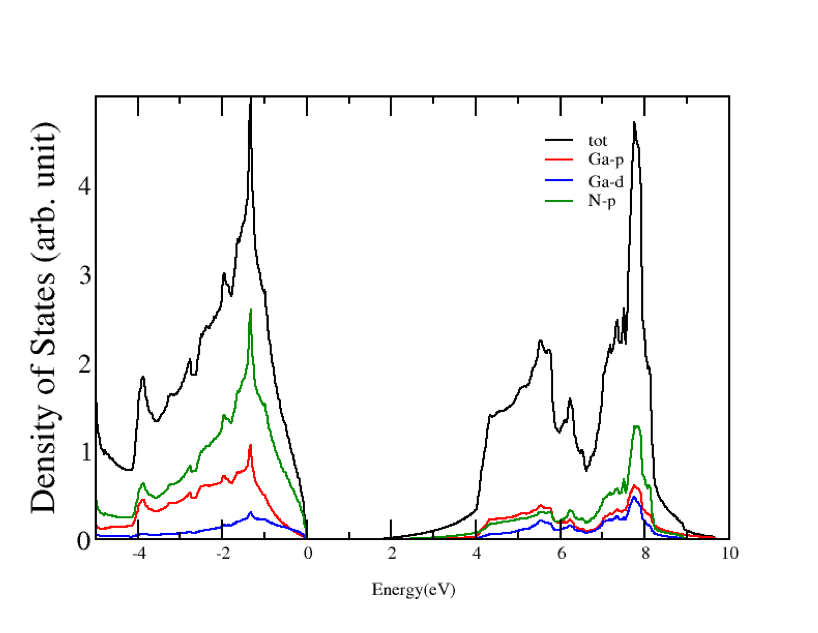 Density of States (arb. unit)
4
3
2
1
0
tot
Ga-p
Ga-d
N-p
-4 -2 0 2 4 6 8 10
Energy(eV)